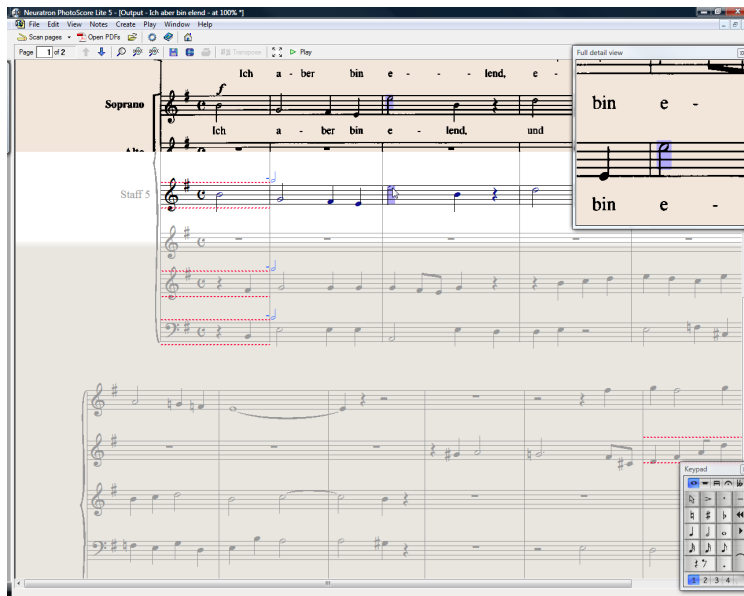 Neuratron PhotoScore Lite 5 - [Output - Ich aber bin elend - at 100% *]
File Edit View Notes Create Play Window Help
Scan pages Open PDFs
Page 1 of 2 Transpose Play
Full detail view
Ich a - ber bin e - - - lend, e -
f
Soprano
Ich a - ber bin e - lend, und
Alto
Staff 5
bin e -
bin e -
Keypad
1 2 3 4